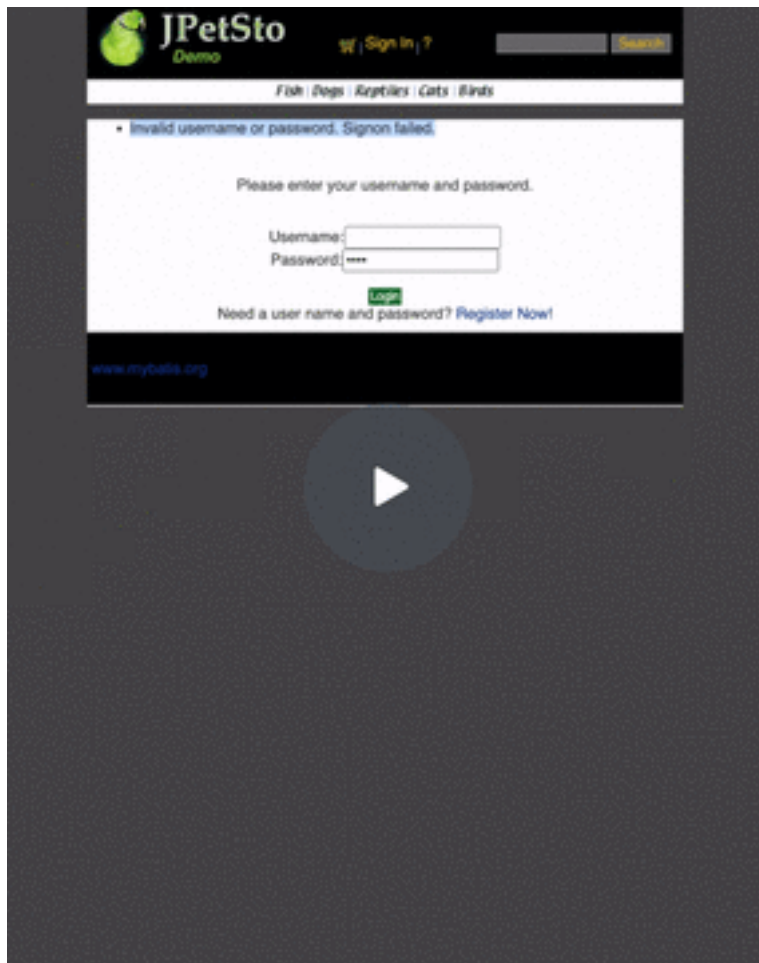 JPetSto
Demo
Sign In ?
Search
Fish Dogs Reptiles Cats Birds
Invalid username or password. Signon failed.
Please enter your username and password.
Username:
Password:
Login
Need a user name and password? Register Now!
www.mybatis.org